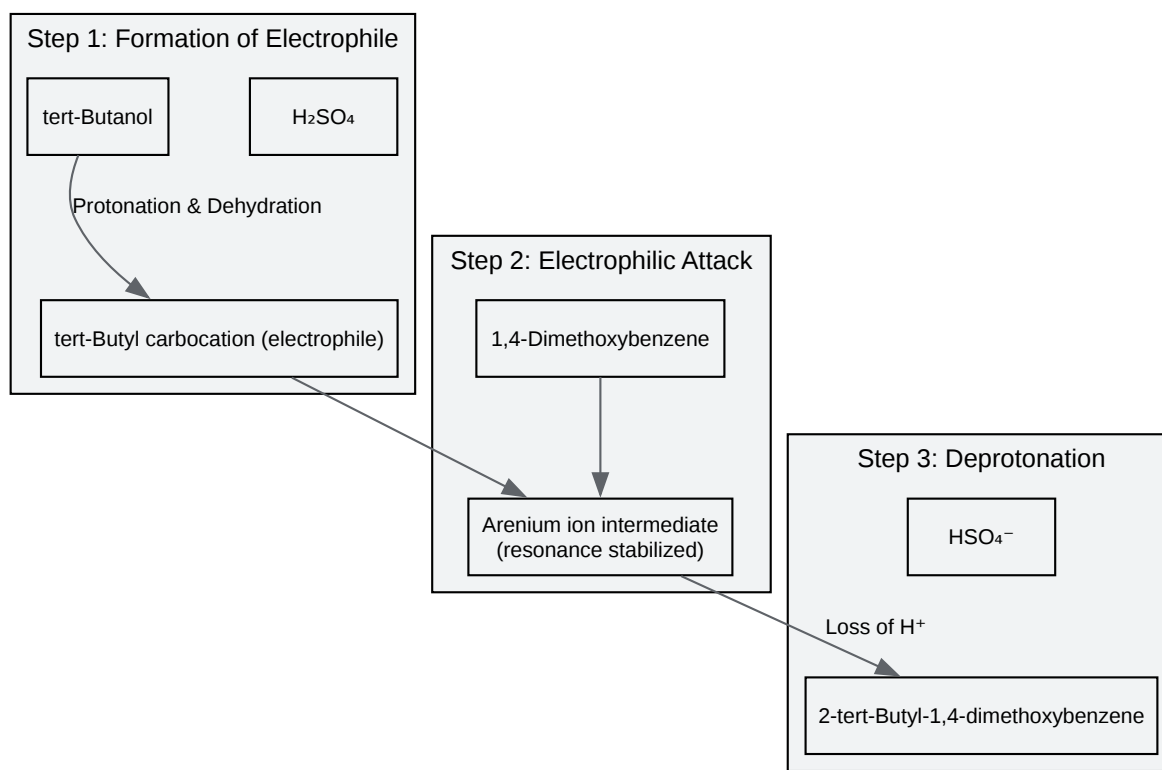 Step 1: Formation of Electrophile
tert-Butanol
H₂SO₄
Protonation & Dehydration
tert-Butyl carbocation (electrophile)
Step 2: Electrophilic Attack
1,4-Dimethoxybenzene
Arenium ion intermediate
(resonance stabilized)
Step 3: Deprotonation
HSO₄⁻
Loss of H⁺
2-tert-Butyl-1,4-dimethoxybenzene